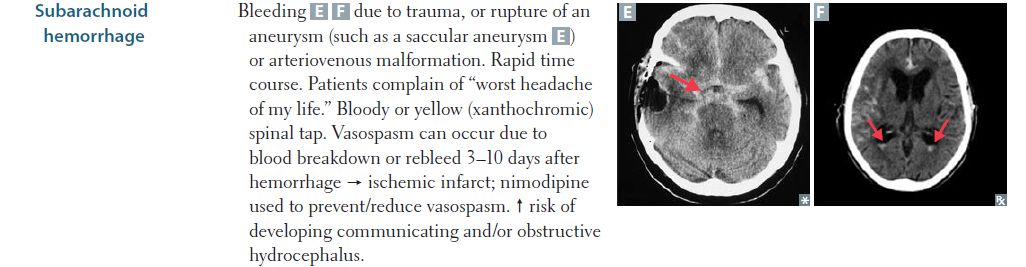 Subarachnoid
hemorrhage
Bleeding E F due to trauma, or rupture of an
aneurysm (such as a saccular aneurysm E)
or arteriovenous malformation. Rapid time
course. Patients complain of “worst headache
of my life.” Bloody or yellow (xanthochromic)
spinal tap. Vasospasm can occur due to
blood breakdown or rebleed 3–10 days after
hemorrhage → ischemic infarct; nimodipine
used to prevent/reduce vasospasm. ↑ risk of
developing communicating and/or obstructive
hydrocephalus.
E
F
*
℞